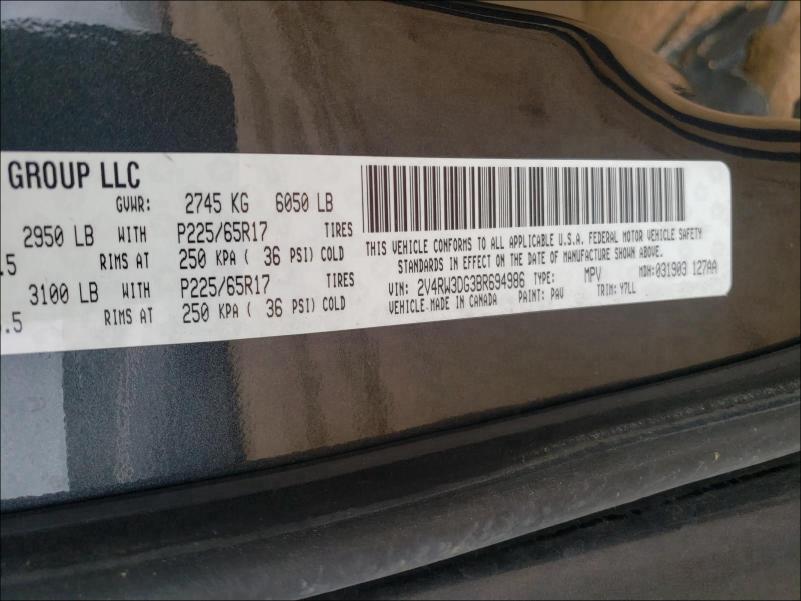 GROUP LLC
GVWR: 2745 KG 6050 LB
2950 LB WITH P225/65R17 TIRES
.5 RIMS AT 250 KPA ( 36 PSI) COLD
3100 LB WITH P225/65R17 TIRES
.5 RIMS AT 250 KPA ( 36 PSI) COLD
THIS VEHICLE CONFORMS TO ALL APPLICABLE U.S.A. FEDERAL MOTOR VEHICLE SAFETY
STANDARDS IN EFFECT ON THE DATE OF MANUFACTURE SHOWN ABOVE.
VIN: 2V4RW3DG3BR694986 TYPE: MPV MDH:031903 127AA
VEHICLE MADE IN CANADA PAINT: PAV TRIM: Y7LL